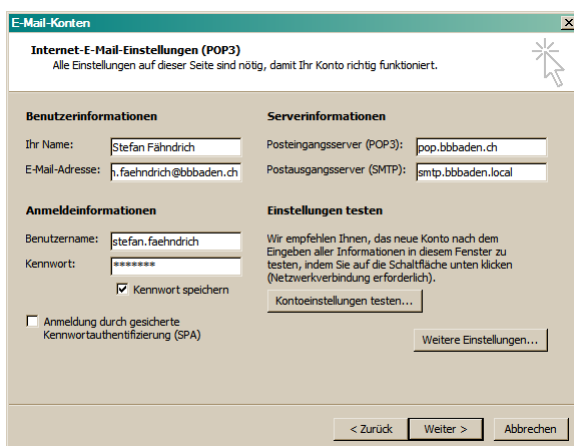 E-Mail-Konten
Internet-E-Mail-Einstellungen (POP3)
Alle Einstellungen auf dieser Seite sind nötig, damit Ihr Konto richtig funktioniert.
Benutzerinformationen
Ihr Name: Stefan Fähndrich
E-Mail-Adresse: n.faehndrich@bbbaden.ch
Anmeldeinformationen
Benutzername: stefan.faehndrich
Kennwort: *******
Kennwort speichern
Anmeldung durch gesicherte
Kennwortauthentifizierung (SPA)
Serverinformationen
Posteingangsserver (POP3): pop.bbbaden.ch
Postausgangsserver (SMTP): smtp.bbbaden.local
Einstellungen testen
Wir empfehlen Ihnen, das neue Konto nach dem
Eingeben aller Informationen in diesem Fenster zu
testen, indem Sie auf die Schaltfläche unten klicken
(Netzwerkverbindung erforderlich).
Kontoeinstellungen testen...
Weitere Einstellungen...
< Zurück
Weiter >
Abbrechen